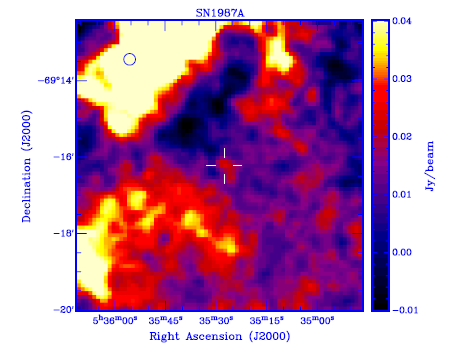 SN1987A
0.04
−69°14'
0.03
−16'
0.02
Declination (J2000)
Jy/beam
0.01
−18'
0.00
−20'
−0.01
5ʰ36ᵐ00ˢ 35ᵐ45ˢ 35ᵐ30ˢ 35ᵐ15ˢ 35ᵐ00ˢ
Right Ascension (J2000)